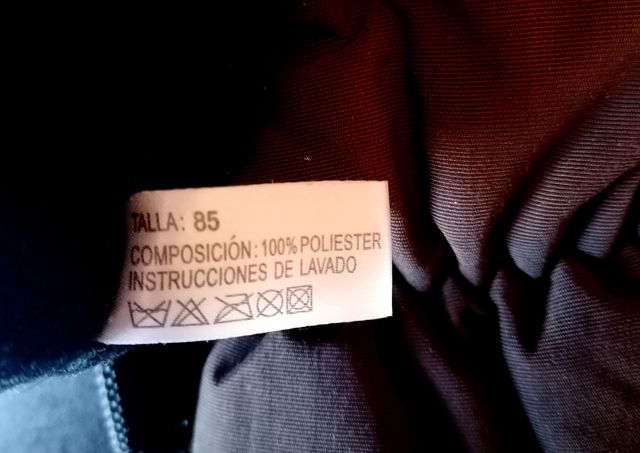 TALLA: 85
COMPOSICIÓN: 100% POLIESTER
INSTRUCCIONES DE LAVADO